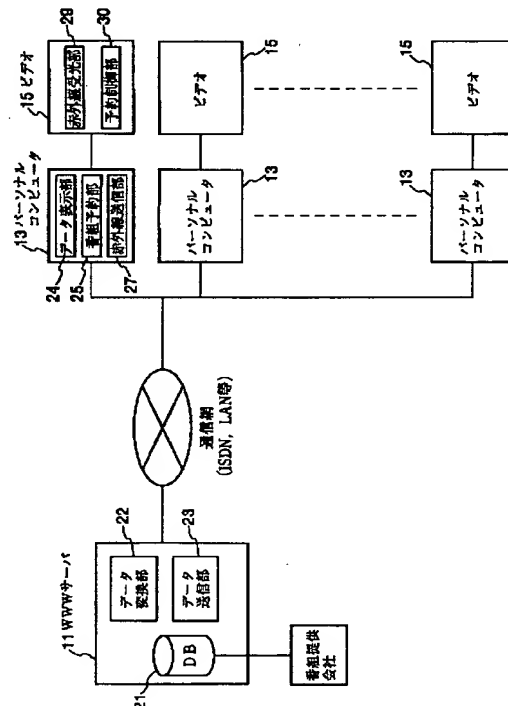 11 WWWサーバ
21
DB
データ
変換部
22
データ
送信部
23
番組提供
会社
通信網
(ISDN, LAN等)
13 パーソナル
コンピュータ
データ表示部
24
番組予約部
25
赤外線送信部
27
15 ビデオ
赤外線受光部
29
予約制御部
30
パーソナル
コンピュータ
13
ビデオ
15
パーソナル
コンピュータ
13
ビデオ
15